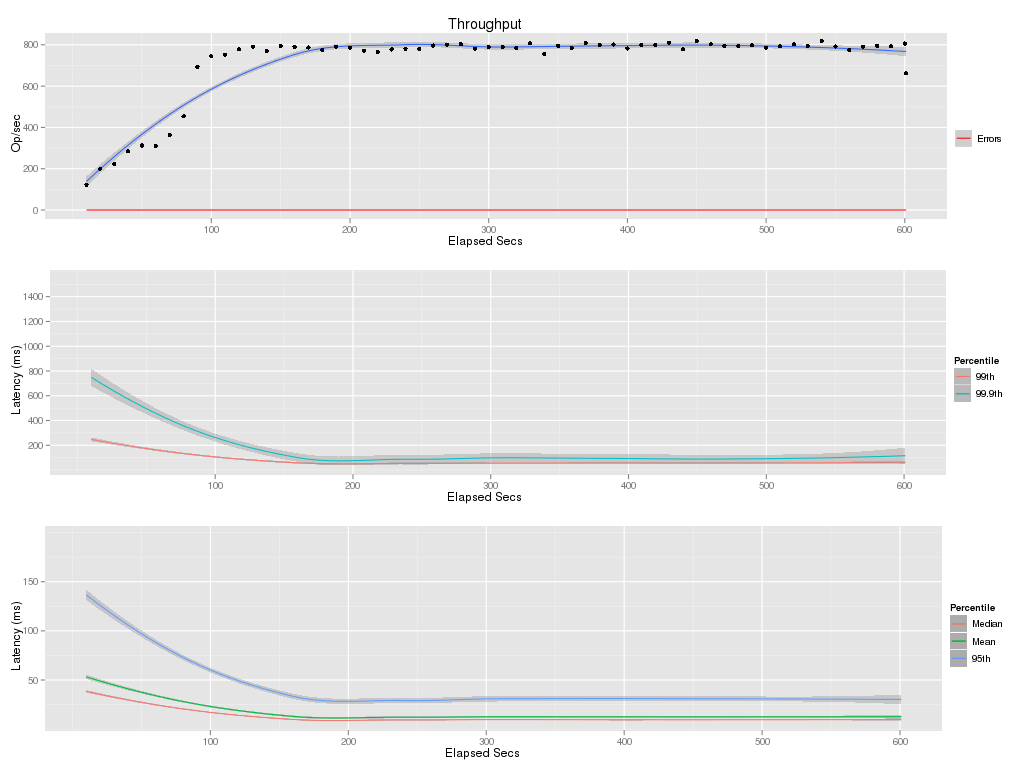 Throughput
800
600
400
200
0
Op/sec
100 200 300 400 500 600
Elapsed Secs
Errors
1400
1200
1000
800
600
400
200
Latency (ms)
100 200 300 400 500 600
Elapsed Secs
Percentile
99th
99.9th
150
100
50
Latency (ms)
100 200 300 400 500 600
Elapsed Secs
Percentile
Median
Mean
95th